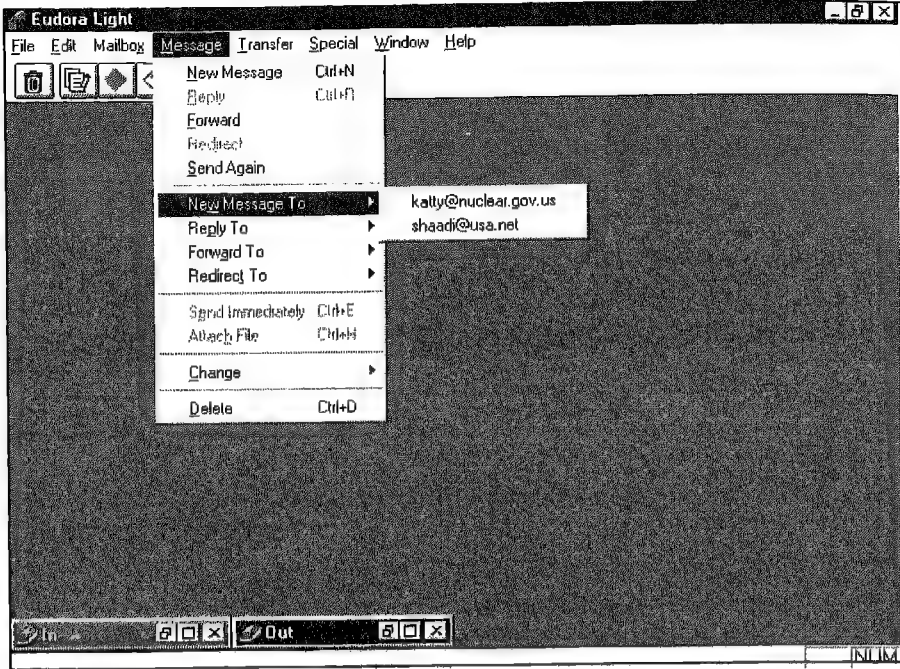 Eudora Light
File Edit Mailbox Message Transfer Special Window Help
New Message Ctrl+N
Reply Ctrl+R
Forward
Redirect
Send Again
New Message To
katty@nuclear.gov.us
shaadi@usa.net
Reply To
Forward To
Redirect To
Send Immediately Ctrl+E
Attach File Ctrl+H
Change
Delete Ctrl+D
In
Out
NUM